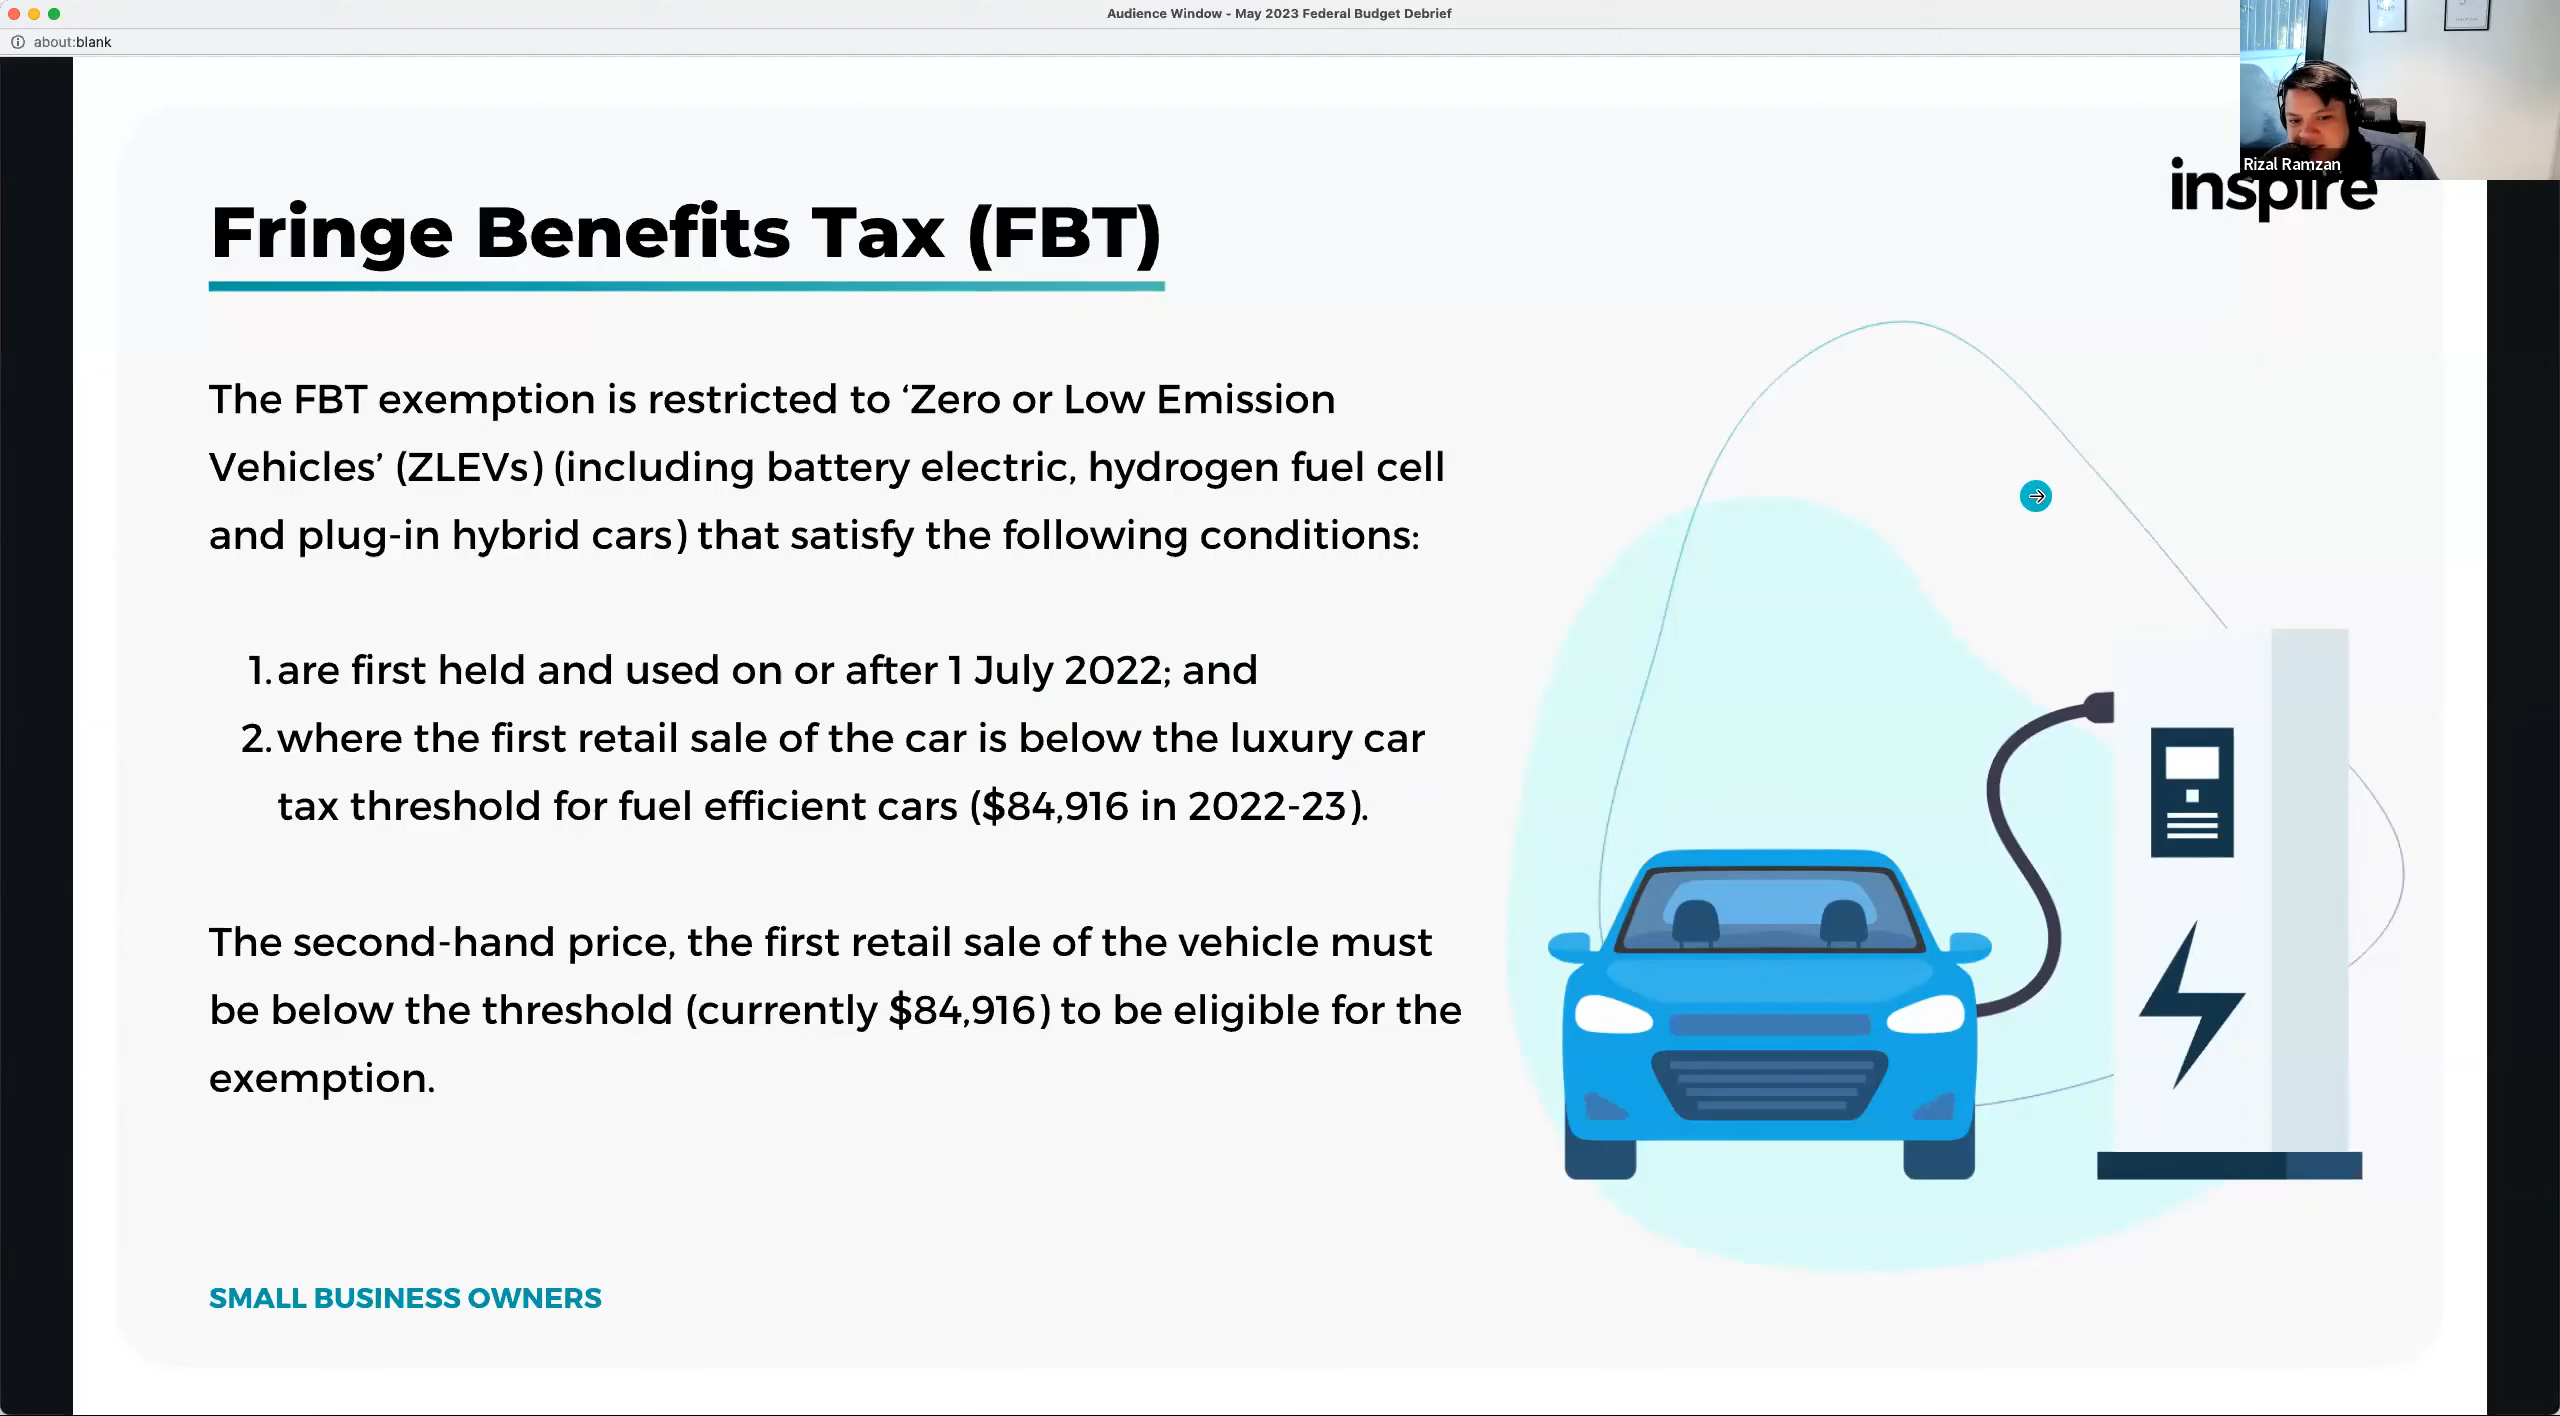 Audience Window - May 2023 Federal Budget Debrief
about:blank
Rizal Ramzan
inspire
Fringe Benefits Tax (FBT)
The FBT exemption is restricted to ‘Zero or Low Emission
Vehicles’ (ZLEVs) (including battery electric, hydrogen fuel cell
and plug-in hybrid cars) that satisfy the following conditions:
1. are first held and used on or after 1 July 2022; and
2. where the first retail sale of the car is below the luxury car
tax threshold for fuel efficient cars ($84,916 in 2022-23).
The second-hand price, the first retail sale of the vehicle must
be below the threshold (currently $84,916) to be eligible for the
exemption.
SMALL BUSINESS OWNERS